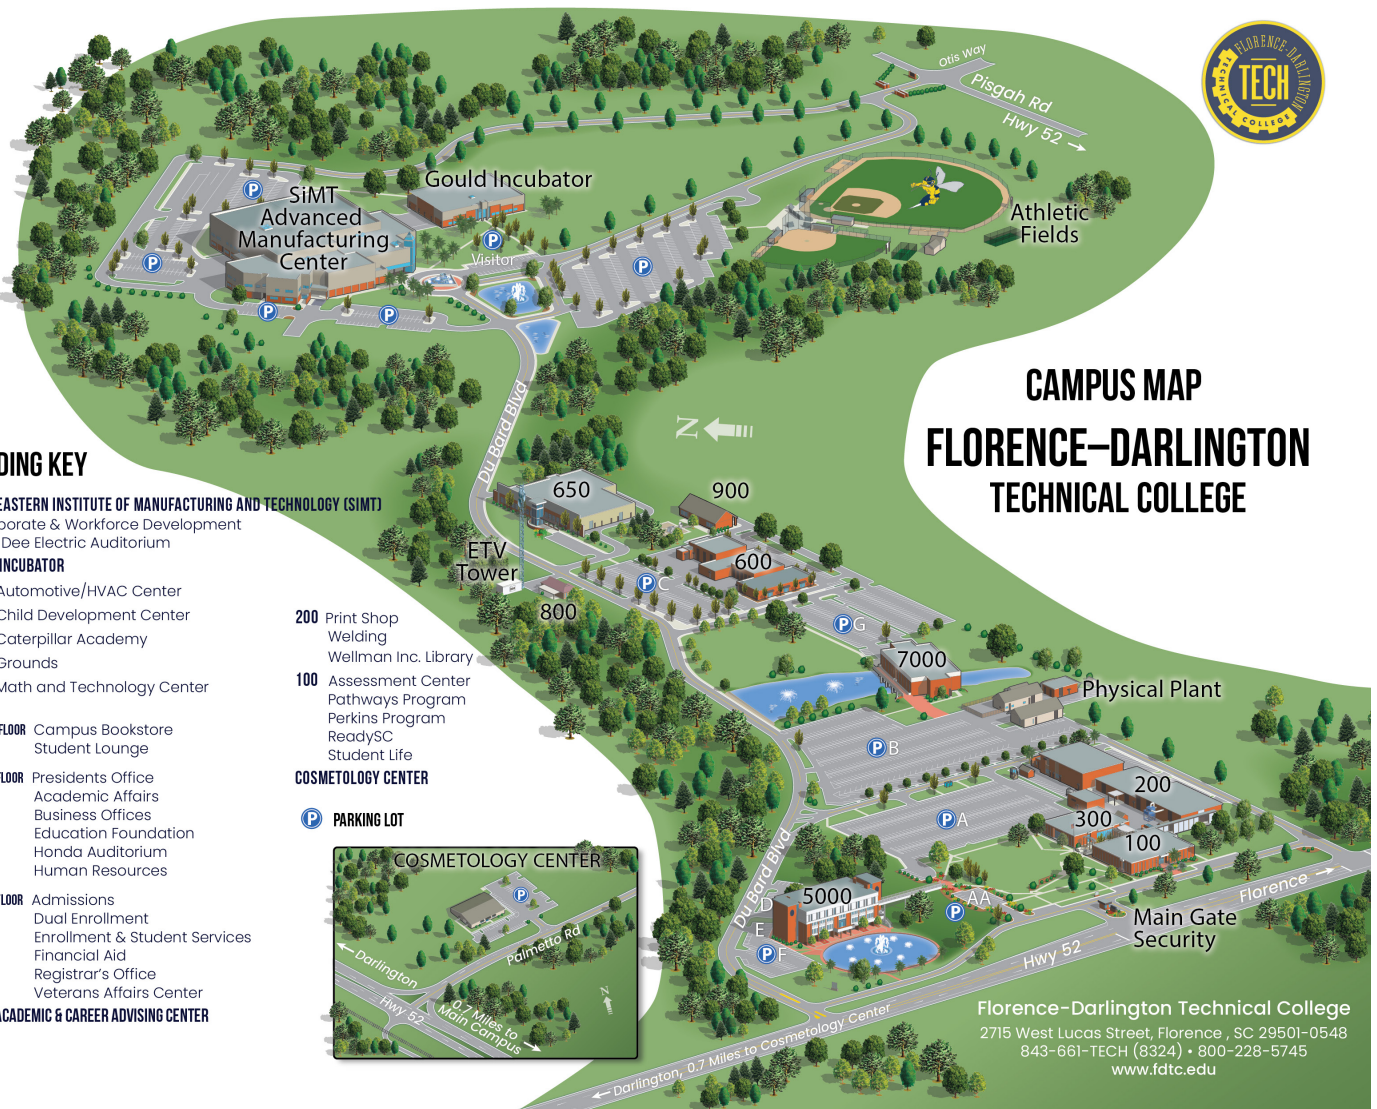 FLORENCE-DARLINGTON
TECH
TECHNICAL COLLEGE
Otis Way
Pisgah Rd
Hwy 52
P
SiMT
Advanced
Manufacturing
Center
Gould Incubator
P
Visitor
P
P
P
P
Athletic
Fields
CAMPUS MAP
FLORENCE–DARLINGTON
TECHNICAL COLLEGE
N
Du Bard Blvd
650
900
ETV
Tower
600
P C
800
P G
7000
Physical Plant
P B
200
P A
300
100
Du Bard Blvd
5000
D
E
P F
AA
P
Florence
Main Gate
Security
Hwy 52
Darlington, 0.7 Miles to Cosmetology Center
DING KEY
EASTERN INSTITUTE OF MANUFACTURING AND TECHNOLOGY (SIMT)
porate & Workforce Development
Dee Electric Auditorium
INCUBATOR
Automotive/HVAC Center
Child Development Center
Caterpillar Academy
Grounds
Math and Technology Center
FLOOR Campus Bookstore
Student Lounge
FLOOR Presidents Office
Academic Affairs
Business Offices
Education Foundation
Honda Auditorium
Human Resources
FLOOR Admissions
Dual Enrollment
Enrollment & Student Services
Financial Aid
Registrar's Office
Veterans Affairs Center
ACADEMIC & CAREER ADVISING CENTER
200 Print Shop
Welding
Wellman Inc. Library
100 Assessment Center
Pathways Program
Perkins Program
ReadySC
Student Life
COSMETOLOGY CENTER
P PARKING LOT
COSMETOLOGY CENTER
P
Palmetto Rd
Darlington
Hwy 52
0.7 Miles to
Main Campus
N
Florence-Darlington Technical College
2715 West Lucas Street, Florence , SC 29501-0548
843-661-TECH (8324) • 800-228-5745
www.fdtc.edu